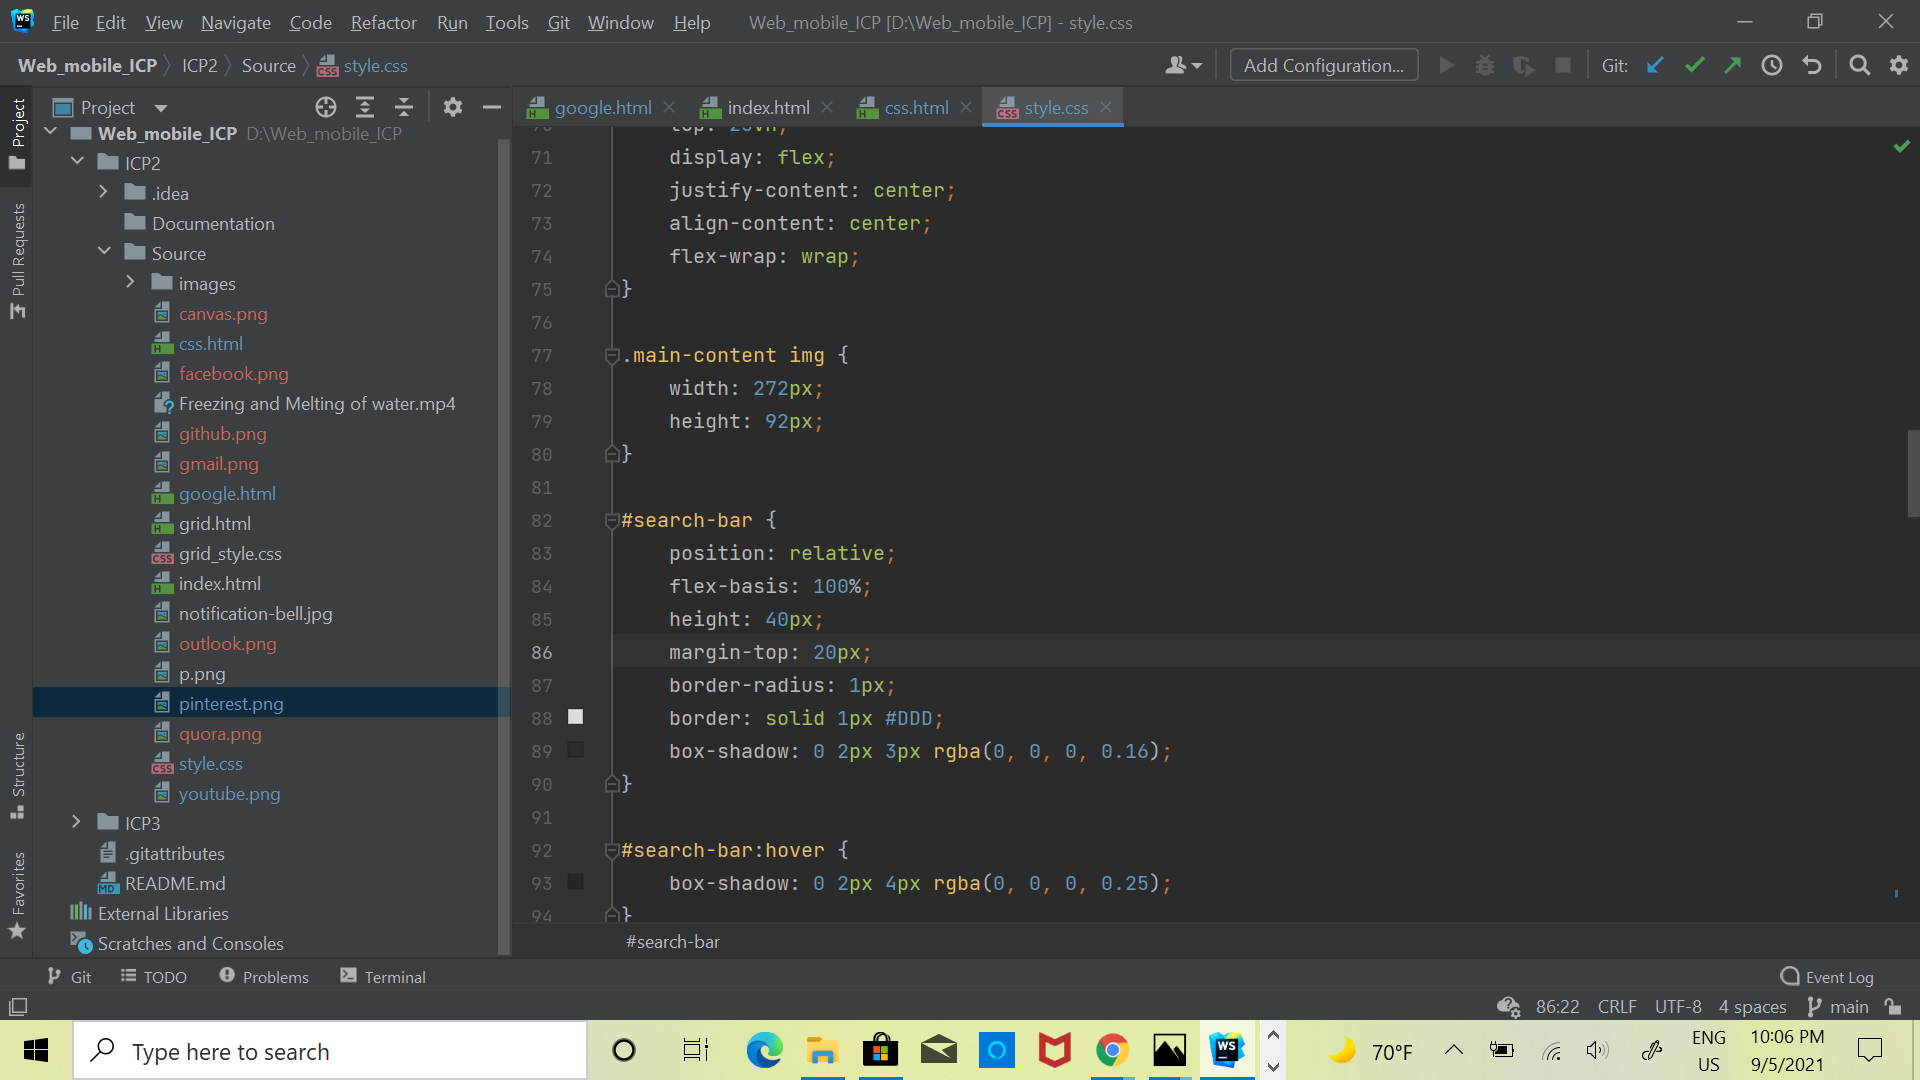 WS File Edit View Navigate Code Refactor Run Tools Git Window Help Web_mobile_ICP [D:\Web_mobile_ICP] - style.css
Web_mobile_ICP ICP2 Source style.css Add Configuration... Git:
Project
google.html index.html css.html style.css
Project
Pull Requests
Structure
Favorites
Web_mobile_ICP D:\Web_mobile_ICP
ICP2
.idea
Documentation
Source
images
canvas.png
css.html
facebook.png
Freezing and Melting of water.mp4
github.png
gmail.png
google.html
grid.html
grid_style.css
index.html
notification-bell.jpg
outlook.png
p.png
pinterest.png
quora.png
style.css
youtube.png
ICP3
.gitattributes
README.md
External Libraries
Scratches and Consoles
70 top: 25vh;
71 display: flex;
72 justify-content: center;
73 align-content: center;
74 flex-wrap: wrap;
75 }
76
77 .main-content img {
78 width: 272px;
79 height: 92px;
80 }
81
82 #search-bar {
83 position: relative;
84 flex-basis: 100%;
85 height: 40px;
86 margin-top: 20px;
87 border-radius: 1px;
88 border: solid 1px #DDD;
89 box-shadow: 0 2px 3px rgba(0, 0, 0, 0.16);
90 }
91
92 #search-bar:hover {
93 box-shadow: 0 2px 4px rgba(0, 0, 0, 0.25);
94 }
#search-bar
Git TODO Problems Terminal Event Log
86:22 CRLF UTF-8 4 spaces main
Type here to search
WS
70°F
ENG
US
10:06 PM
9/5/2021